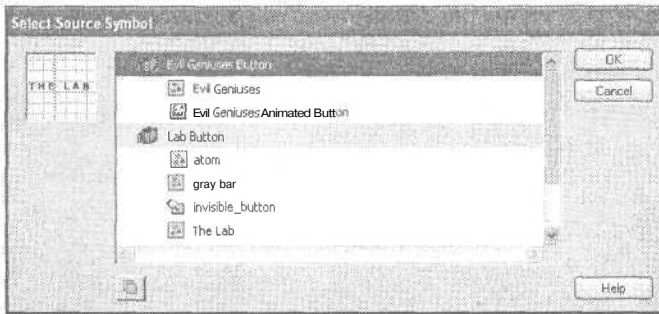 Select Source Symbol
THE LAB
Evil Geniuses Button
Evil Geniuses
Evil Geniuses Animated Button
Lab Button
atom
gray bar
invisible_button
The Lab
OK
Cancel
Help